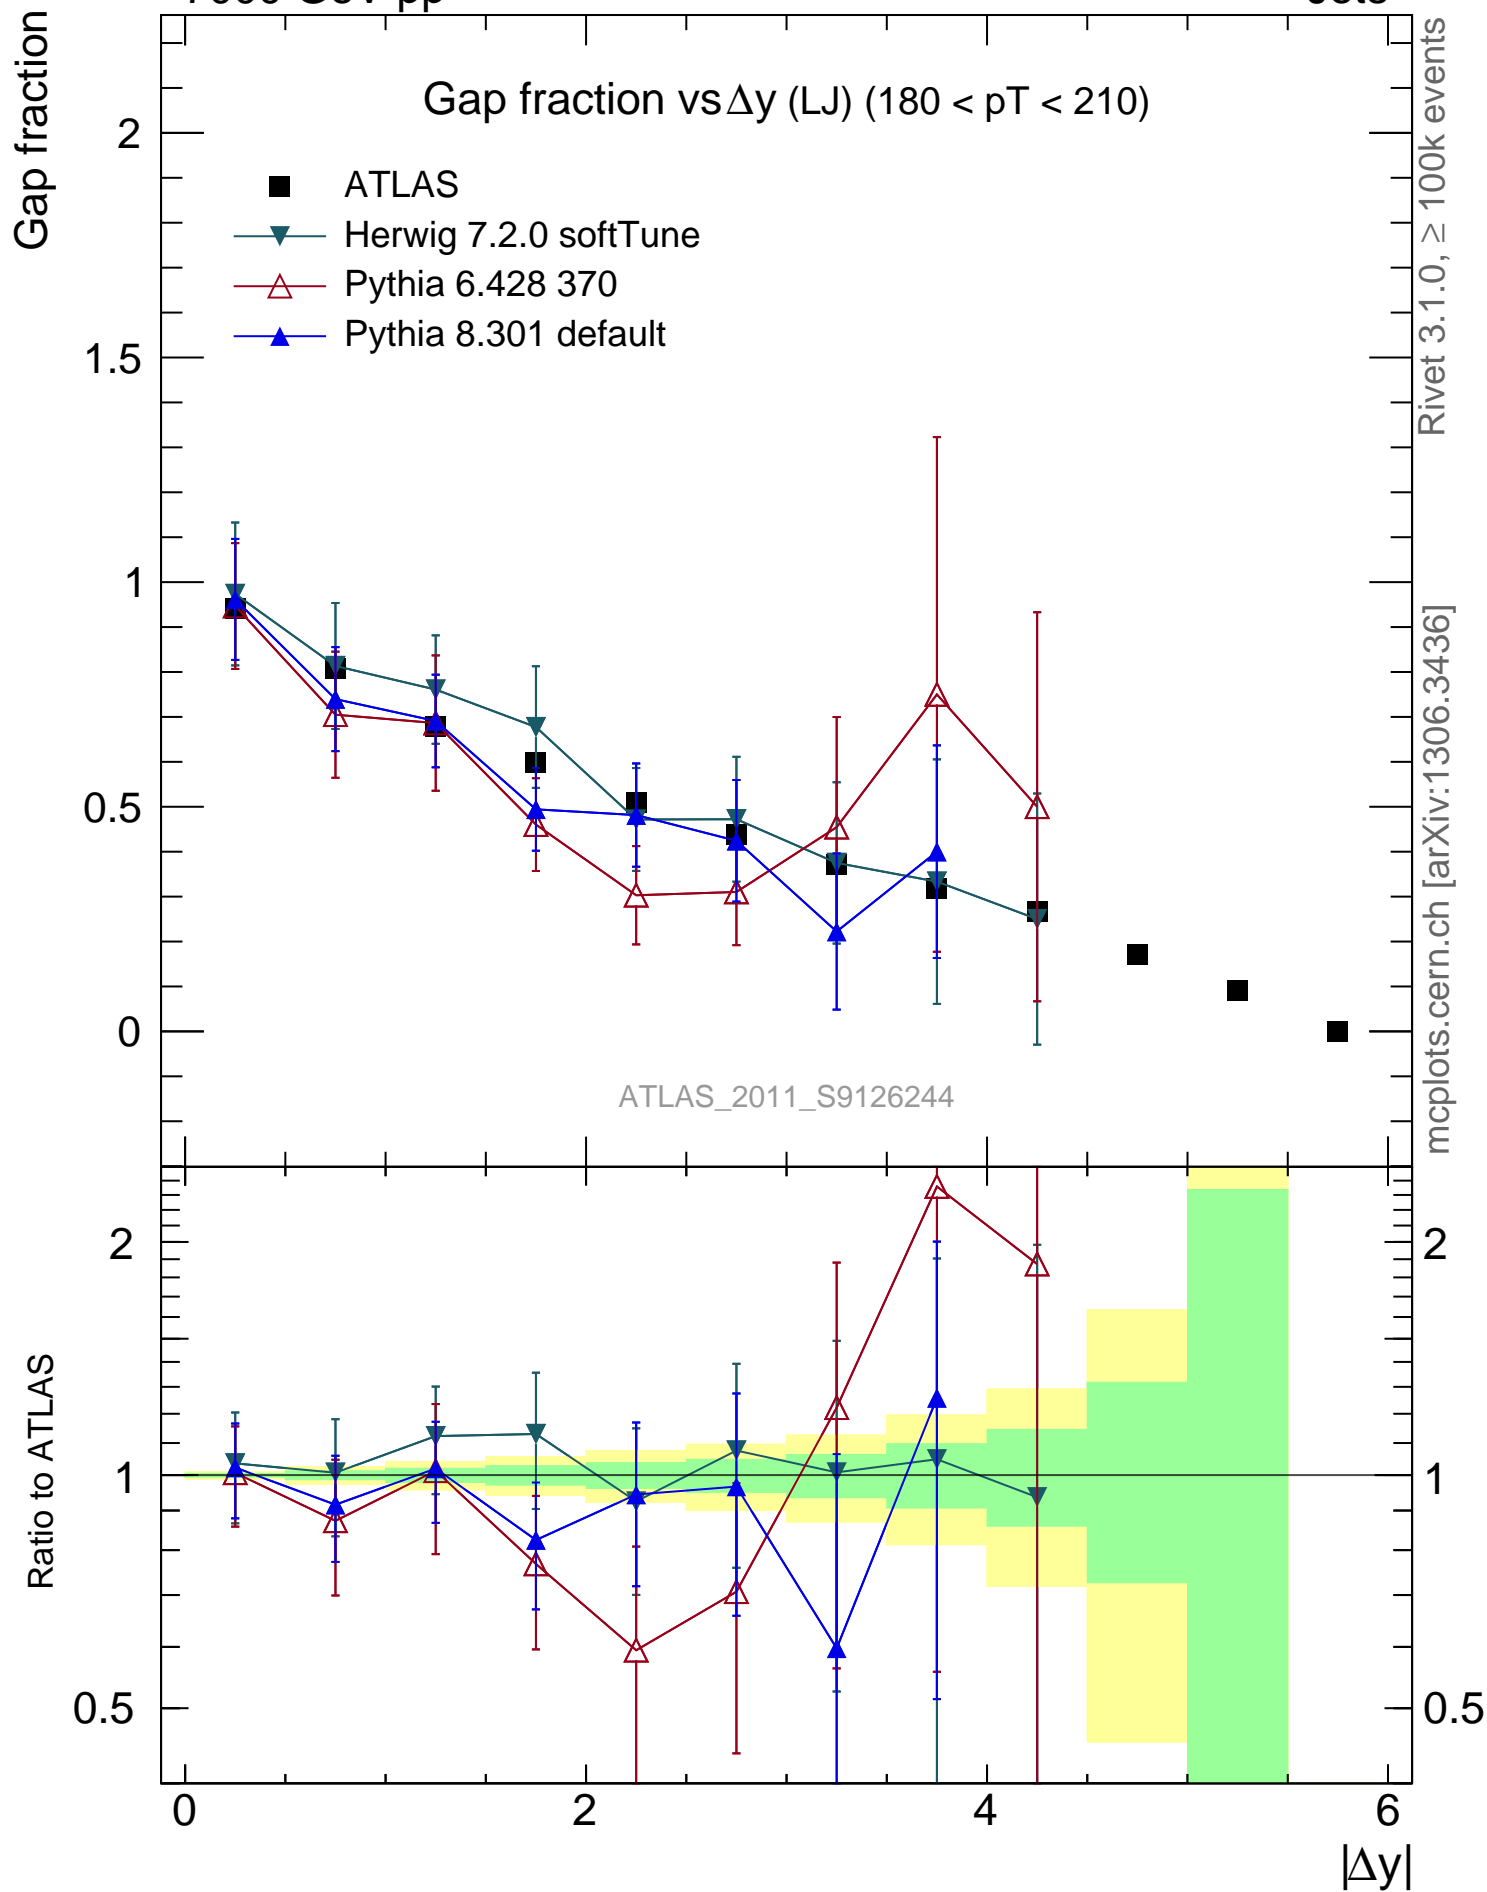 Gap fraction vs Δy (LJ) (180 < pT < 210)
Gap fraction
ATLAS
Herwig 7.2.0 softTune
Pythia 6.428 370
Pythia 8.301 default
2
1.5
1
0.5
0
ATLAS_2011_S9126244
Rivet 3.1.0, ≥ 100k events
mcplots.cern.ch [arXiv:1306.3436]
Ratio to ATLAS
2
1
0.5
2
1
0.5
0
2
4
6
|Δy|